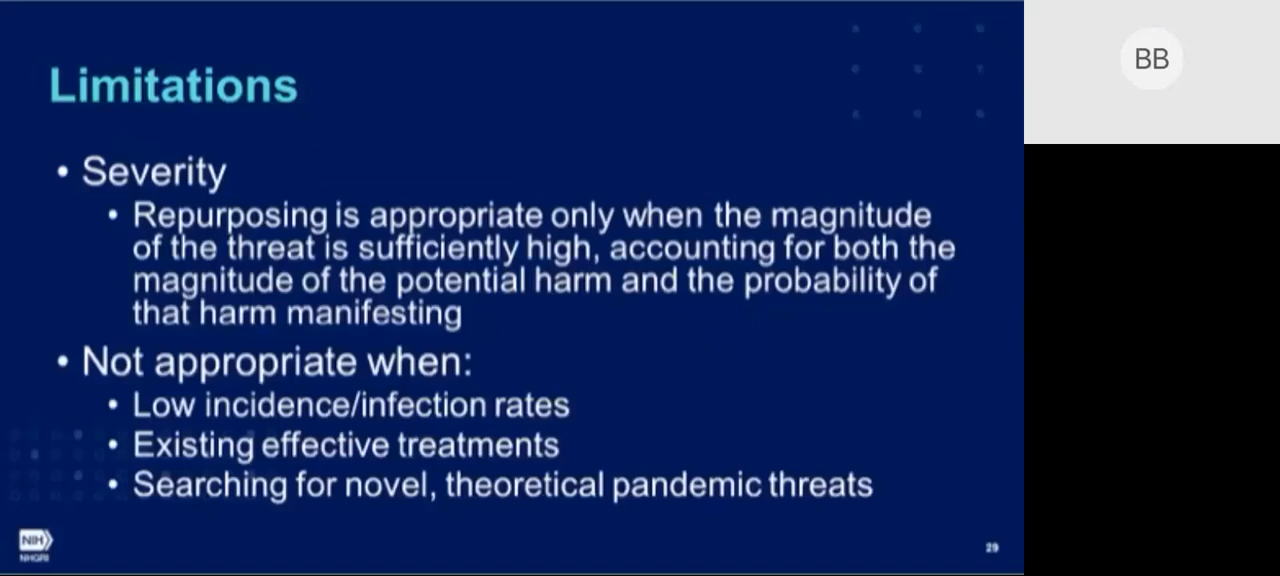 BB
Limitations
• Severity
• Repurposing is appropriate only when the magnitude
of the threat is sufficiently high, accounting for both the
magnitude of the potential harm and the probability of
that harm manifesting
• Not appropriate when:
• Low incidence/infection rates
• Existing effective treatments
• Searching for novel, theoretical pandemic threats
NIH
NHGRI
29